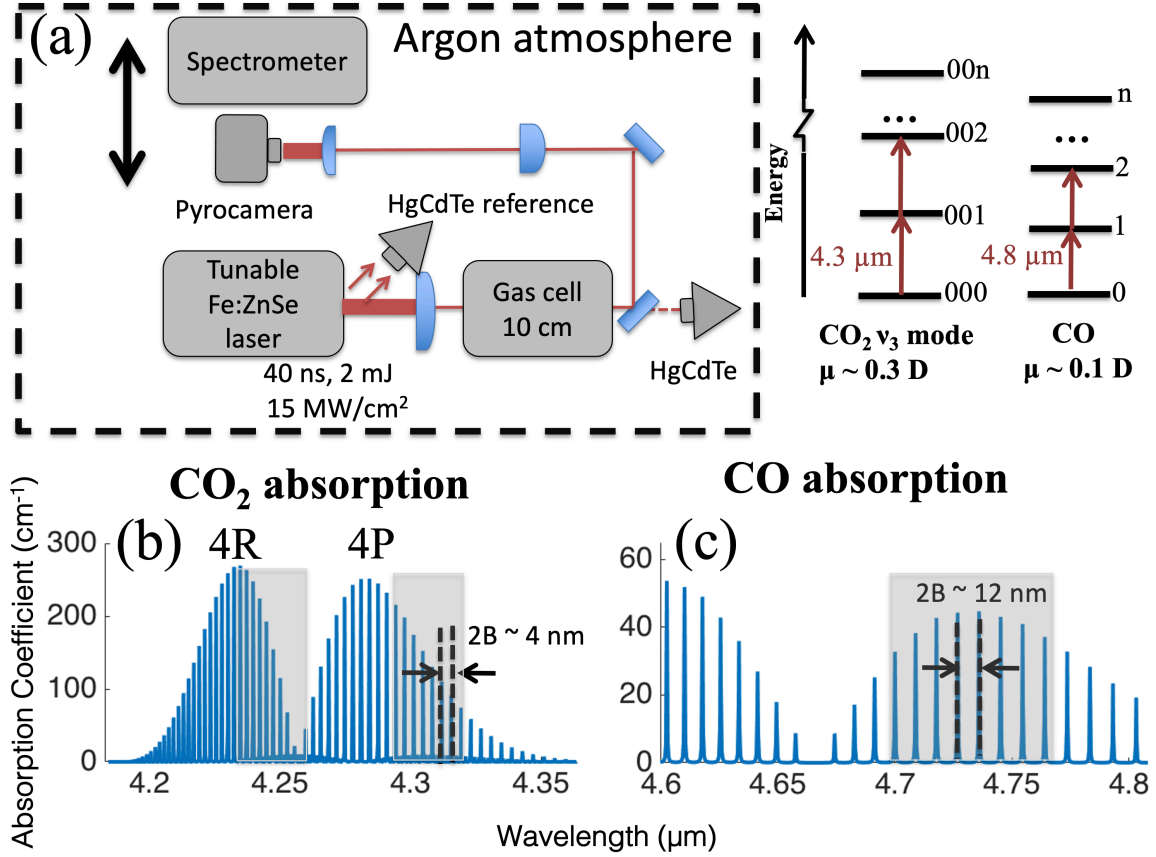 (a)
Argon atmosphere
Spectrometer
Pyrocamera
HgCdTe reference
Tunable
Fe:ZnSe
laser
Gas cell
10 cm
HgCdTe
40 ns, 2 mJ
15 MW/cm²
Energy
00n
...
002
001
4.3 µm
000
CO₂ ν₃ mode
µ ~ 0.3 D
n
...
2
1
4.8 µm
0
CO
µ ~ 0.1 D
CO₂ absorption
(b)
4R
4P
2B ~ 4 nm
Absorption Coefficient (cm⁻¹)
300
200
100
0
4.2
4.25
4.3
4.35
CO absorption
(c)
2B ~ 12 nm
60
40
20
0
4.6
4.65
4.7
4.75
4.8
Wavelength (µm)